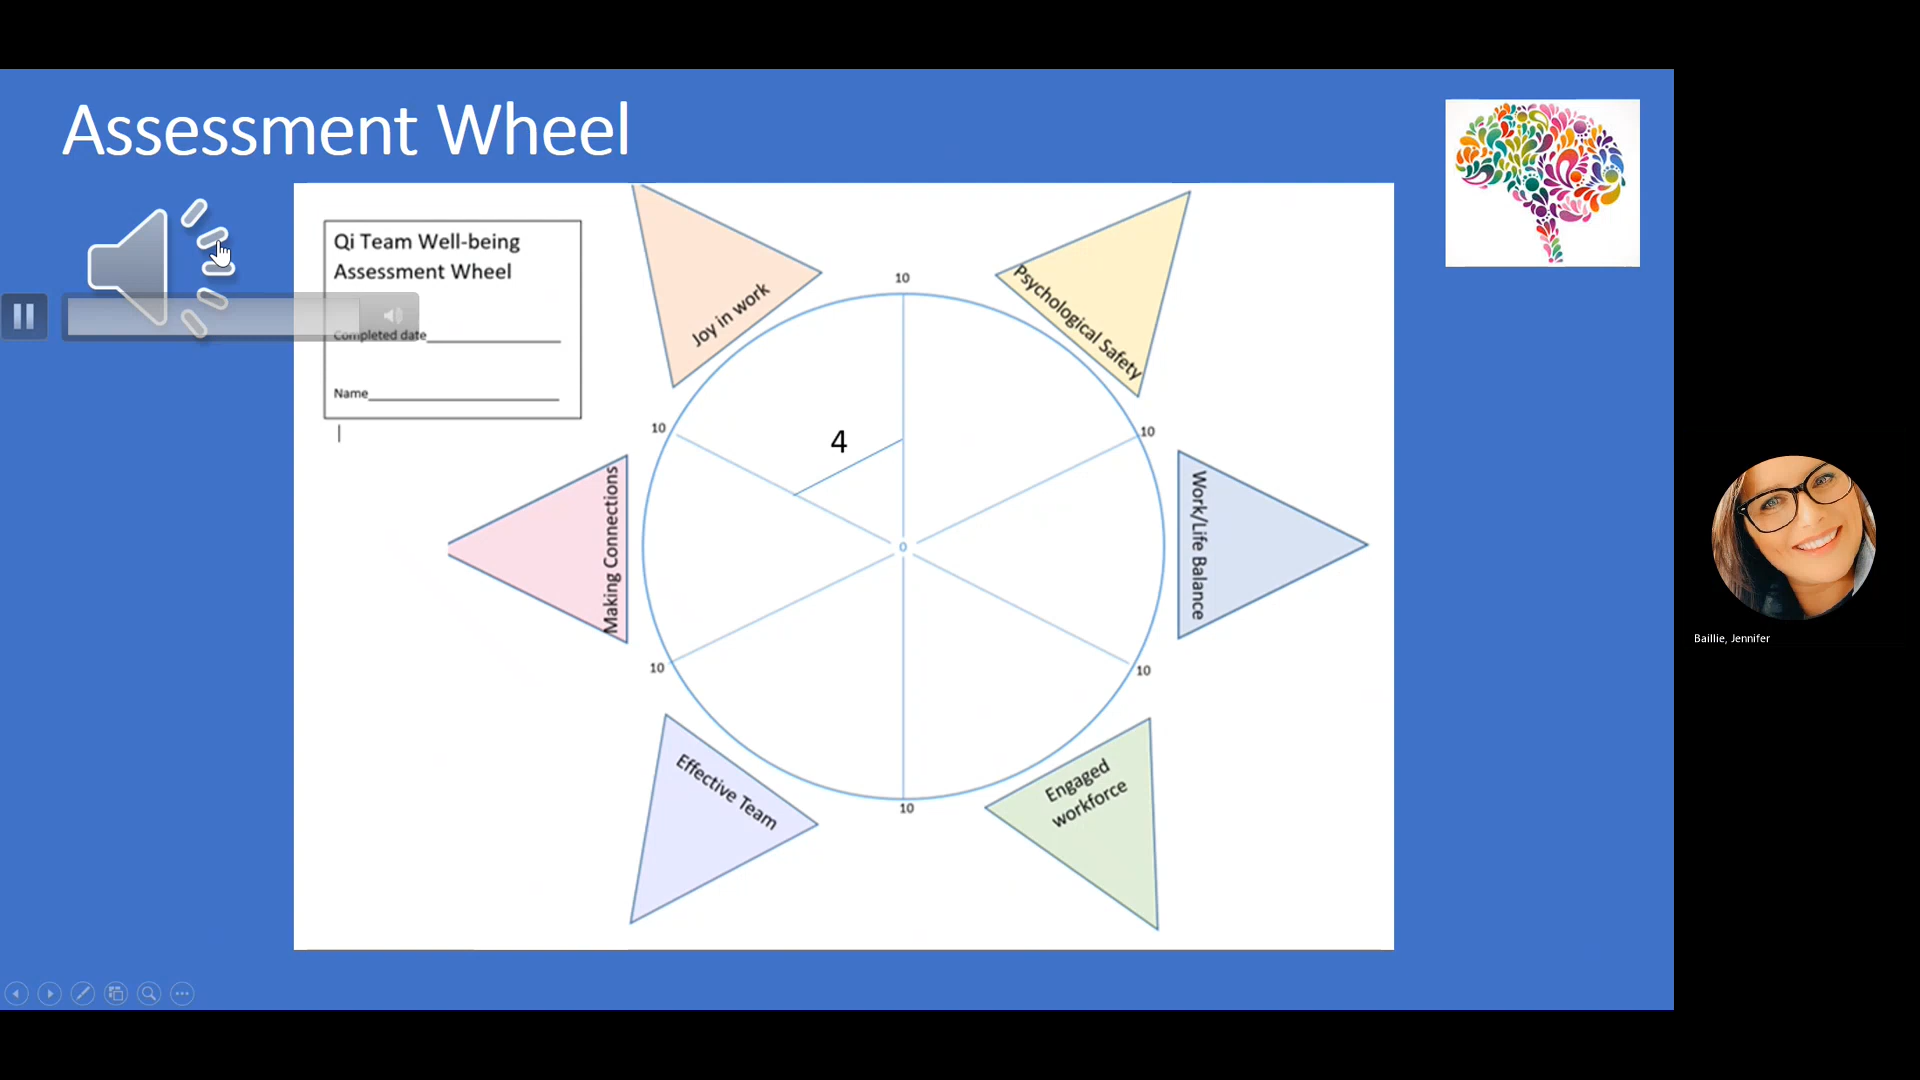 Assessment Wheel
Qi Team Well-being
Assessment Wheel
Completed date
Name
Joy in work
Psychological Safety
10
10
10
4
Making Connections
0
Work/Life Balance
10
10
10
Effective Team
Engaged
workforce
Baillie, Jennifer